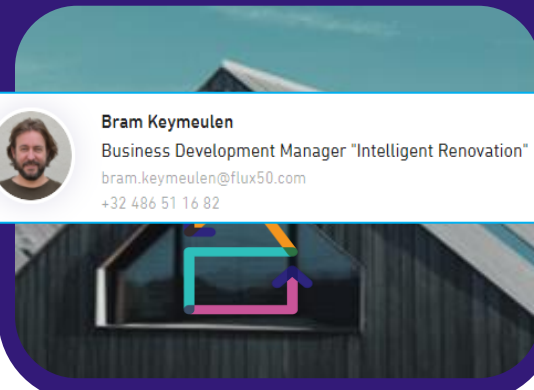 Bram Keymeulen
Business Development Manager "Intelligent Renovation"
bram.keymeulen@flux50.com
+32 486 51 16 82